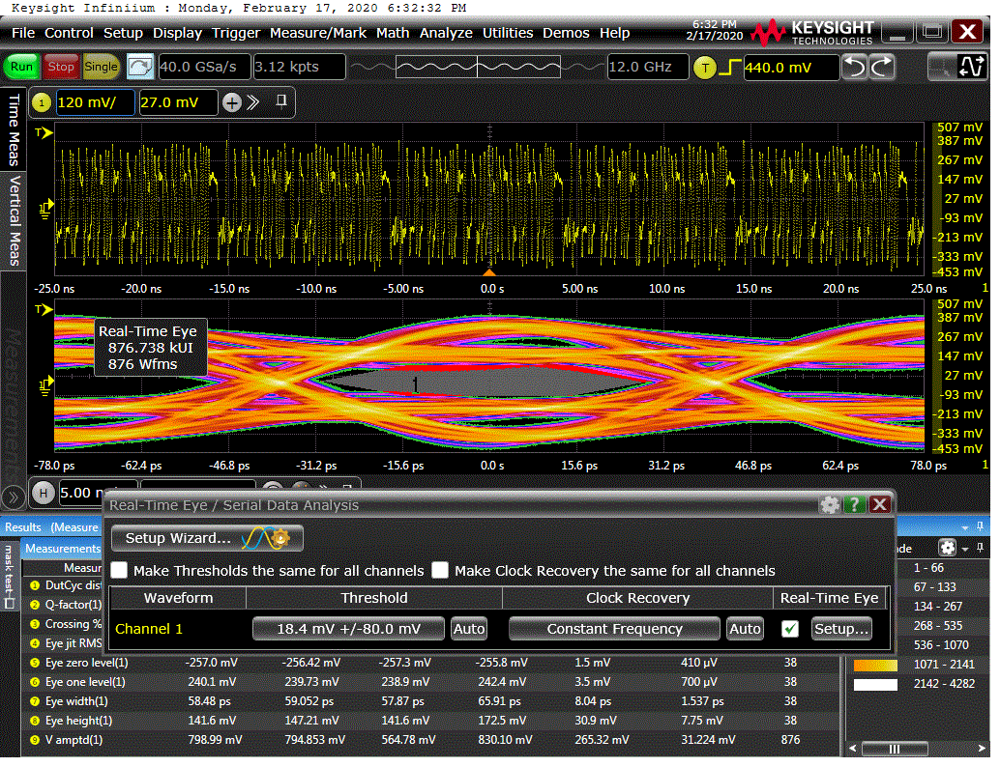 Keysight Infiniium : Monday, February 17, 2020 6:32:32 PM
File Control Setup Display Trigger Measure/Mark Math Analyze Utilities Demos Help
6:32 PM
2/17/2020
KEYSIGHT
TECHNOLOGIES
Run Stop Single 40.0 GSa/s 3.12 kpts 12.0 GHz T 440.0 mV
1 120 mV/ 27.0 mV
Time Meas
Vertical Meas
Measurements
T
507 mV
387 mV
267 mV
147 mV
27 mV
-93 mV
-213 mV
-333 mV
-453 mV
-25.0 ns -20.0 ns -15.0 ns -10.0 ns -5.00 ns 0.0 s 5.00 ns 10.0 ns 15.0 ns 20.0 ns 25.0 ns 1
T
Real-Time Eye
876.738 kUI
876 Wfms
1
507 mV
387 mV
267 mV
147 mV
27 mV
-93 mV
-213 mV
-333 mV
-453 mV
-78.0 ps -62.4 ps -46.8 ps -31.2 ps -15.6 ps 0.0 s 15.6 ps 31.2 ps 46.8 ps 62.4 ps 78.0 ps 1
H 5.00 n
Real-Time Eye / Serial Data Analysis ?
Setup Wizard...
Make Thresholds the same for all channels Make Clock Recovery the same for all channels
Waveform Threshold Clock Recovery Real-Time Eye
Channel 1 18.4 mV +/-80.0 mV Auto Constant Frequency Auto Setup...
Results (Measure
mask test
Measurements
Measur
1 DutCyc dis
2 Q-factor(1)
3 Crossing %
4 Eye jit RMS
5 Eye zero level(1) -257.0 mV -256.42 mV -257.3 mV -255.8 mV 1.5 mV 410 µV 38
6 Eye one level(1) 240.1 mV 239.73 mV 238.9 mV 242.4 mV 3.5 mV 700 µV 38
7 Eye width(1) 58.48 ps 59.052 ps 57.87 ps 65.91 ps 8.04 ps 1.537 ps 38
8 Eye height(1) 141.6 mV 147.21 mV 141.6 mV 172.5 mV 30.9 mV 7.75 mV 38
9 V amptd(1) 798.99 mV 794.853 mV 564.78 mV 830.10 mV 265.32 mV 31.224 mV 876
de
1 - 66
67 - 133
134 - 267
268 - 535
536 - 1070
1071 - 2141
2142 - 4282